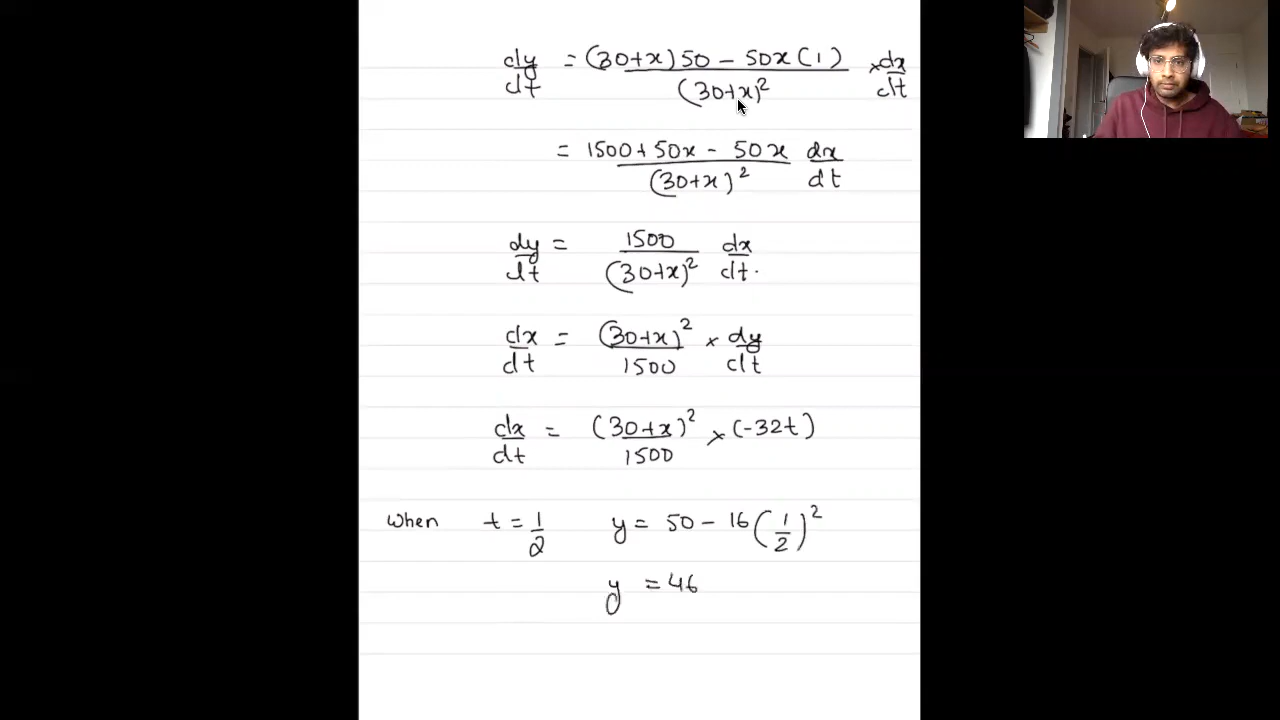 dy/dt = (30+x)50 - 50x(1) / (30+x)² × dx/dt
= 1500+50x - 50x / (30+x)² dx/dt
dy/dt = 1500 / (30+x)² dx/dt.
dx/dt = (30+x)² / 1500 × dy/dt
dx/dt = (30+x)² / 1500 × (-32t)
When t = 1/2 y = 50 - 16(1/2)²
y = 46